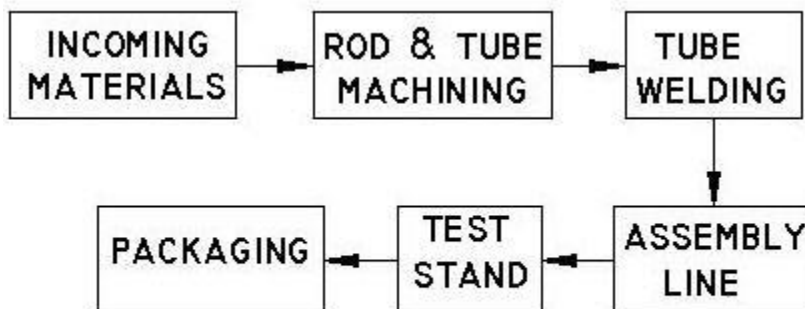 INCOMING
MATERIALS
ROD & TUBE
MACHINING
TUBE
WELDING
ASSEMBLY
LINE
TEST
STAND
PACKAGING